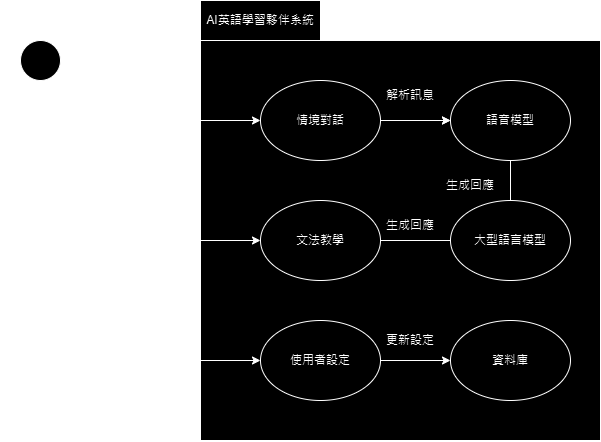 AI英語學習夥伴系統
情境對話
解析訊息
語音模型
生成回應
文法教學
生成回應
大型語言模型
使用者設定
更新設定
資料庫